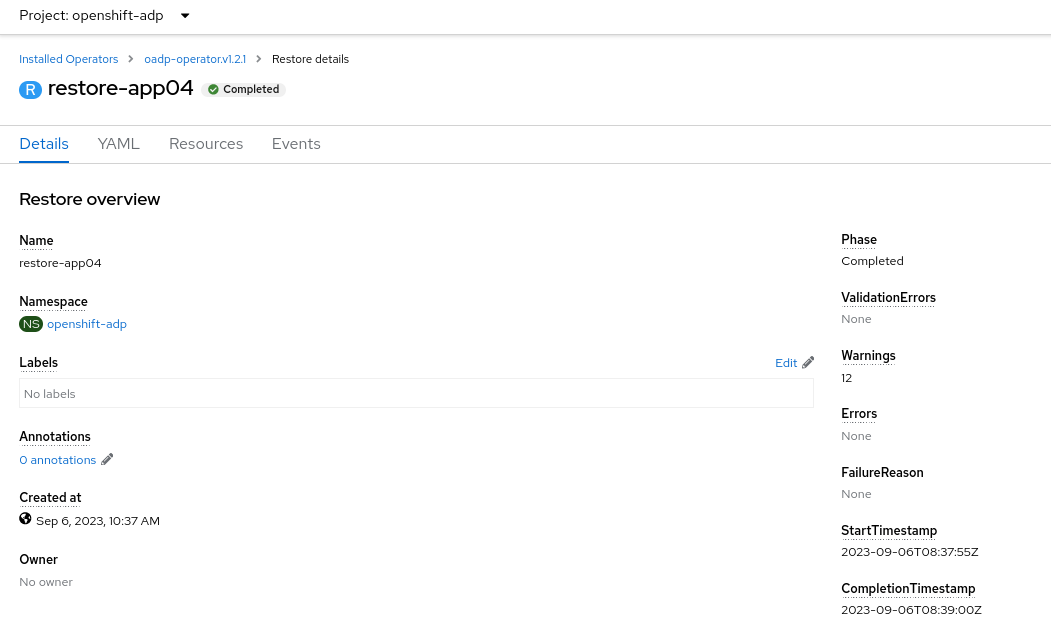 Project: openshift-adp
Installed Operators > oadp-operator.v1.2.1 > Restore details
R restore-app04 Completed
Details YAML Resources Events
Restore overview
Name
restore-app04
Namespace
NS openshift-adp
Labels Edit
No labels
Annotations
0 annotations
Created at
Sep 6, 2023, 10:37 AM
Owner
No owner
Phase
Completed
ValidationErrors
None
Warnings
12
Errors
None
FailureReason
None
StartTimestamp
2023-09-06T08:37:55Z
CompletionTimestamp
2023-09-06T08:39:00Z